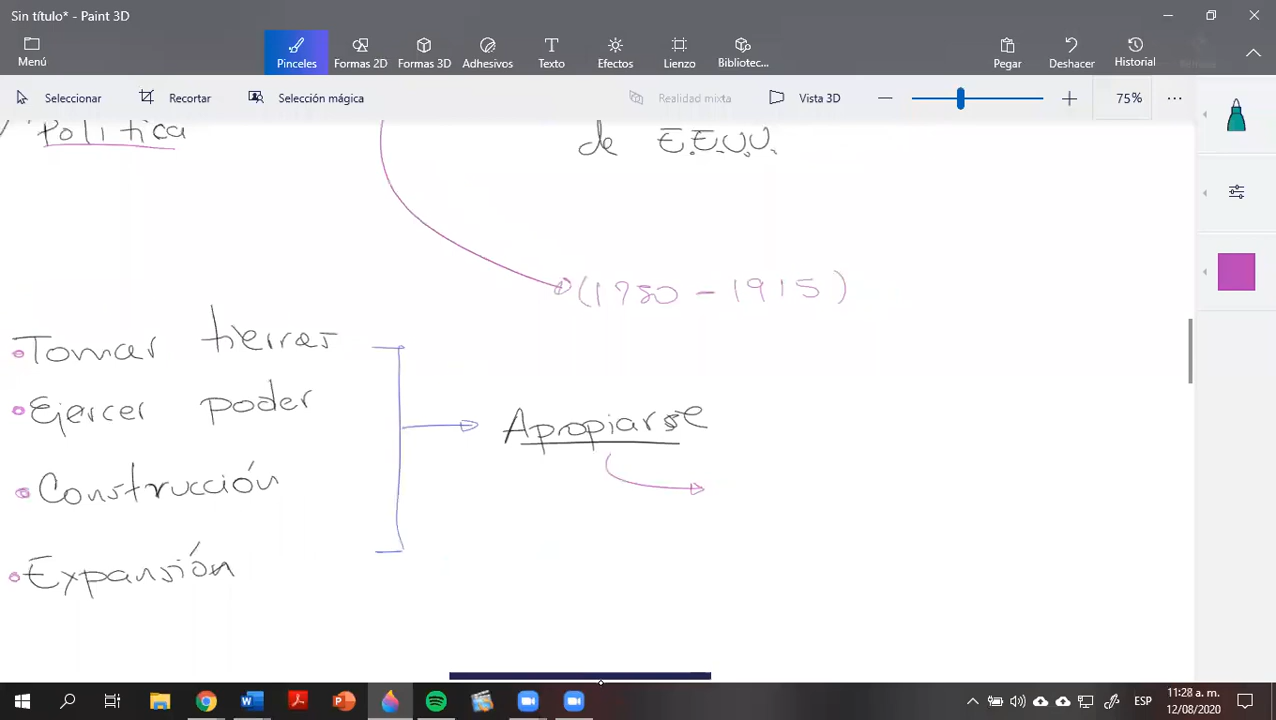 Sin título* - Paint 3D
Menú
Pinceles
Formas 2D
Formas 3D
Adhesivos
Texto
Efectos
Lienzo
Bibliotec...
Pegar
Deshacer
Historial
Seleccionar
Recortar
Selección mágica
Realidad mixta
Vista 3D
75%
y Política
de E.E.U.U.
(1780 - 1915)
Tomar tierras
Ejercer poder
Construcción
Expansión
Apropiarse
ESP
11:28 a. m.
12/08/2020